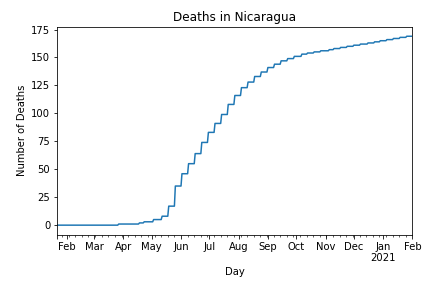 Deaths in Nicaragua
Number of Deaths
175
150
125
100
75
50
25
0
Feb Mar Apr May Jun Jul Aug Sep Oct Nov Dec Jan Feb
2021
Day